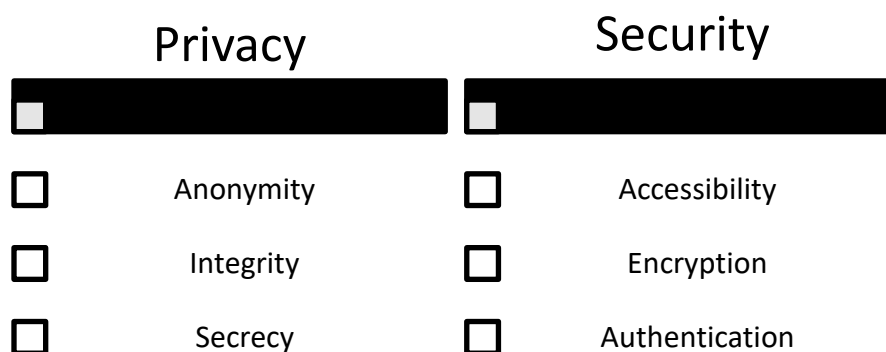 Privacy
Security
Anonymity
Accessibility
Integrity
Encryption
Secrecy
Authentication